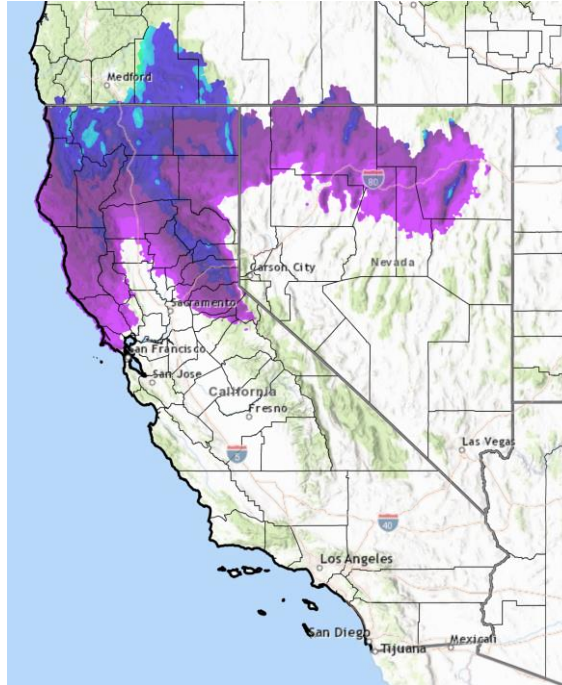 Medford
80
Carson City
Nevada
Sacramento
San Francisco
San Jose
California
Fresno
5
Las Vegas
40
Los Angeles
San Diego
Tijuana
Mexicali